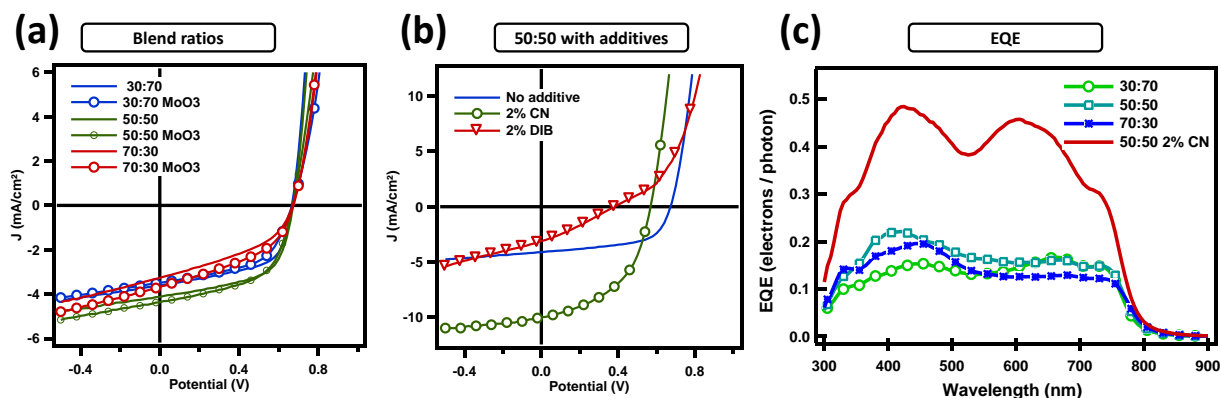 (a)
Blend ratios
6
4
2
0
-2
-4
-6
J (mA/cm²)
30:70
30:70 MoO3
50:50
50:50 MoO3
70:30
70:30 MoO3
-0.4
0.0
0.4
0.8
Potential (V)
(b)
50:50 with additives
10
5
0
-5
-10
J (mA/cm²)
No additive
2% CN
2% DIB
-0.4
0.0
0.4
0.8
Potential (V)
(c)
EQE
0.5
0.4
0.3
0.2
0.1
0.0
EQE (electrons / photon)
30:70
50:50
70:30
50:50 2% CN
300
400
500
600
700
800
900
Wavelength (nm)